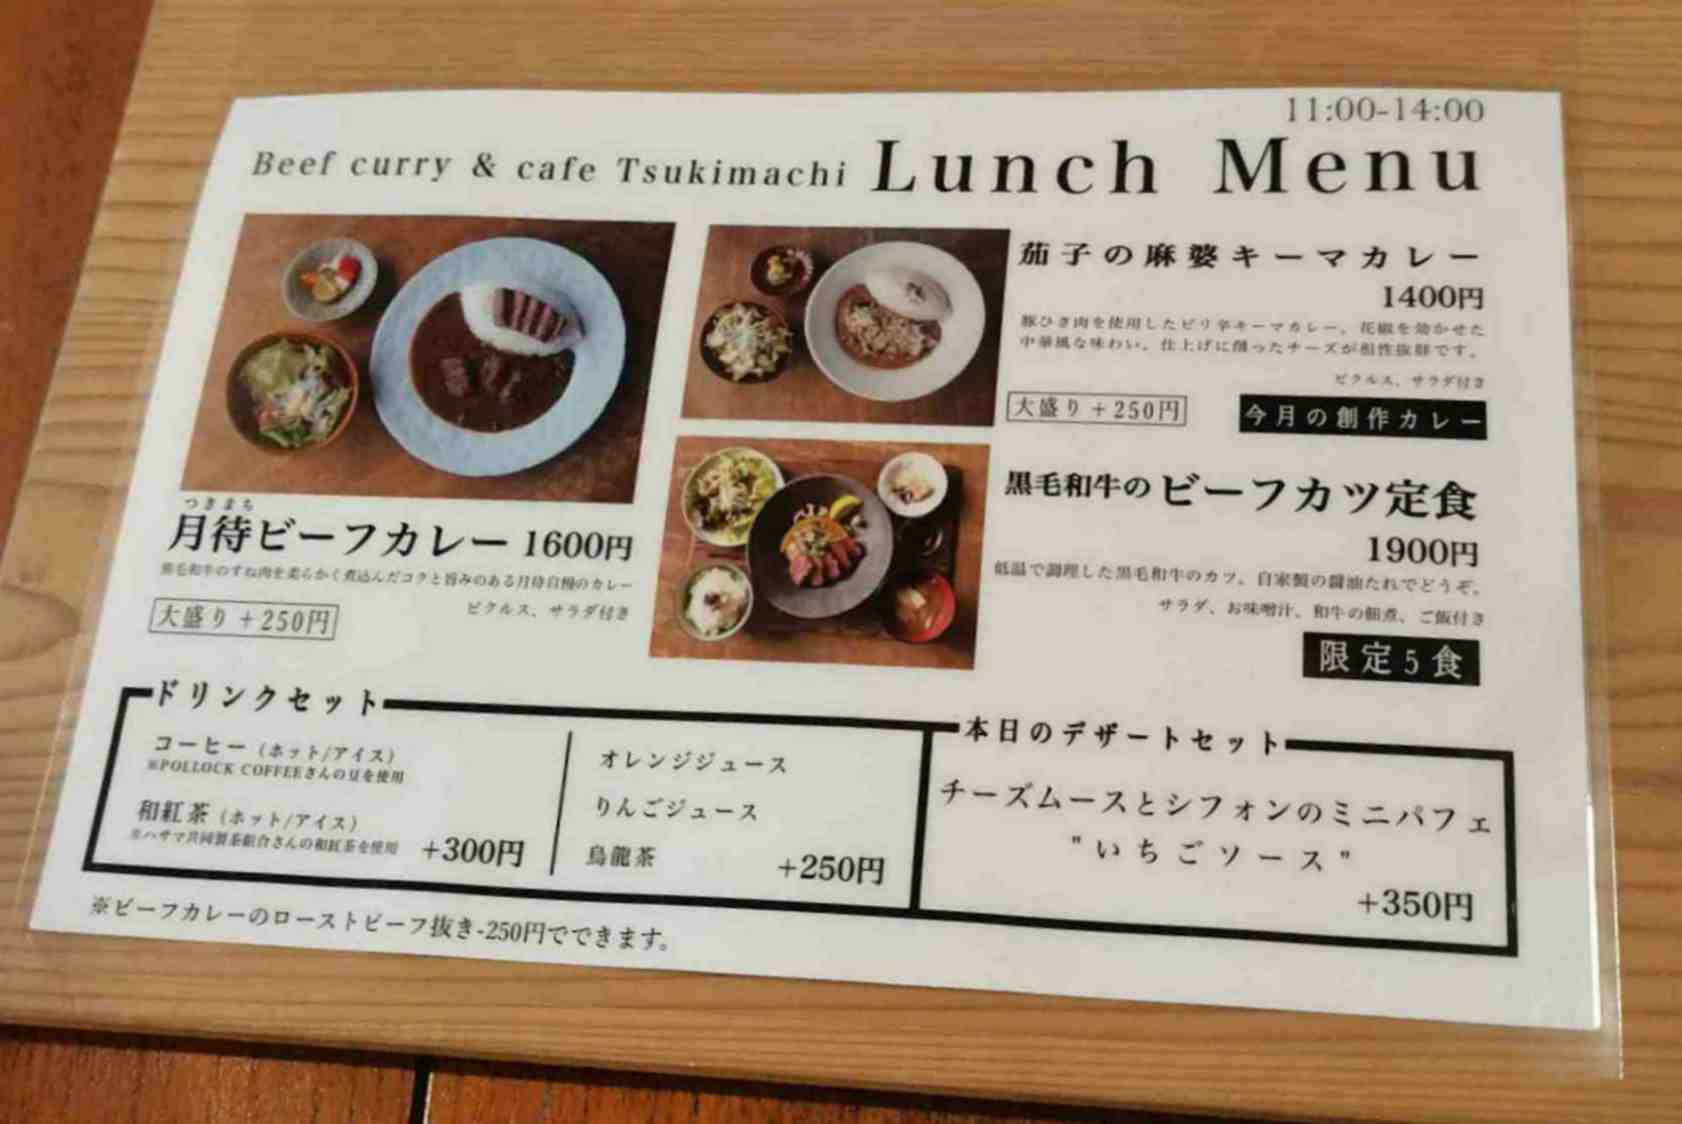 11:00-14:00
Beef curry & cafe Tsukimachi Lunch Menu
つきまち
月待ビーフカレー 1600円
黒毛和牛のすね肉を柔らかく煮込んだコクと旨みのある月待自慢のカレー
ピクルス、サラダ付き
大盛り+250円
茄子の麻婆キーマカレー
1400円
豚ひき肉を使用したピリ辛キーマカレー。花椒を効かせた
中華風な味わい。仕上げに削ったチーズが相性抜群です。
ピクルス、サラダ付き
大盛り+250円
今月の創作カレー
黒毛和牛のビーフカツ定食
1900円
低温で調理した黒毛和牛のカツ。自家製の醤油たれでどうぞ。
サラダ、お味噌汁、和牛の佃煮、ご飯付き
限定5食
ドリンクセット
コーヒー（ホット/アイス）
※POLLOCK COFFEEさんの豆を使用
和紅茶（ホット/アイス）
※ハサマ共同製茶組合さんの和紅茶を使用
+300円
オレンジジュース
りんごジュース
烏龍茶
+250円
本日のデザートセット
チーズムースとシフォンのミニパフェ
"いちごソース"
+350円
※ビーフカレーのローストビーフ抜き-250円でできます。